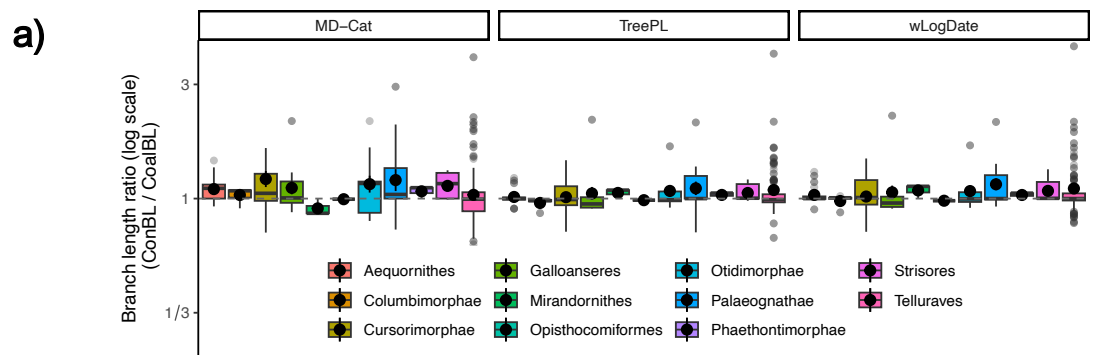 a)
MD−Cat
TreePL
wLogDate
Branch length ratio (log scale)
(ConBL / CoalBL)
3
1
1/3
Aequornithes
Galloanseres
Otidimorphae
Strisores
Columbimorphae
Mirandornithes
Palaeognathae
Telluraves
Cursorimorphae
Opisthocomiformes
Phaethontimorphae